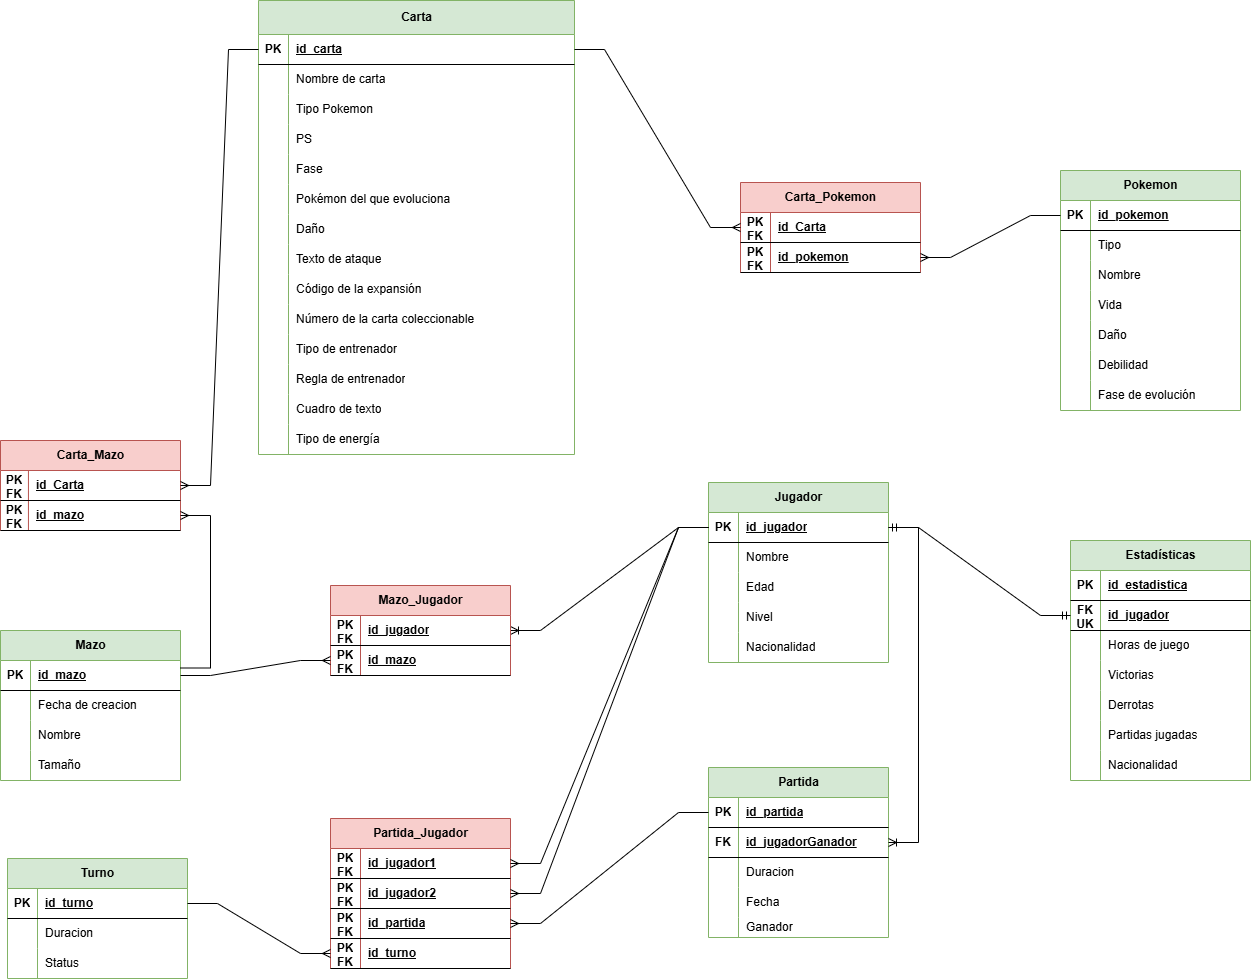 Carta
PK id_carta
Nombre de carta
Tipo Pokemon
PS
Fase
Pokémon del que evoluciona
Daño
Texto de ataque
Código de la expansión
Número de la carta coleccionable
Tipo de entrenador
Regla de entrenador
Cuadro de texto
Tipo de energía
Carta_Pokemon
PK
FK
id_Carta
PK
FK
id_pokemon
Pokemon
PK id_pokemon
Tipo
Nombre
Vida
Daño
Debilidad
Fase de evolución
Carta_Mazo
PK
FK
id_Carta
PK
FK
id_mazo
Mazo
PK id_mazo
Fecha de creacion
Nombre
Tamaño
Mazo_Jugador
PK
FK
id_jugador
PK
FK
id_mazo
Jugador
PK id_jugador
Nombre
Edad
Nivel
Nacionalidad
Estadísticas
PK id_estadistica
FK
UK
id_jugador
Horas de juego
Victorias
Derrotas
Partidas jugadas
Nacionalidad
Partida
PK id_partida
FK id_jugadorGanador
Duracion
Fecha
Ganador
Partida_Jugador
PK
FK
id_jugador1
PK
FK
id_jugador2
PK
FK
id_partida
PK
FK
id_turno
Turno
PK id_turno
Duracion
Status